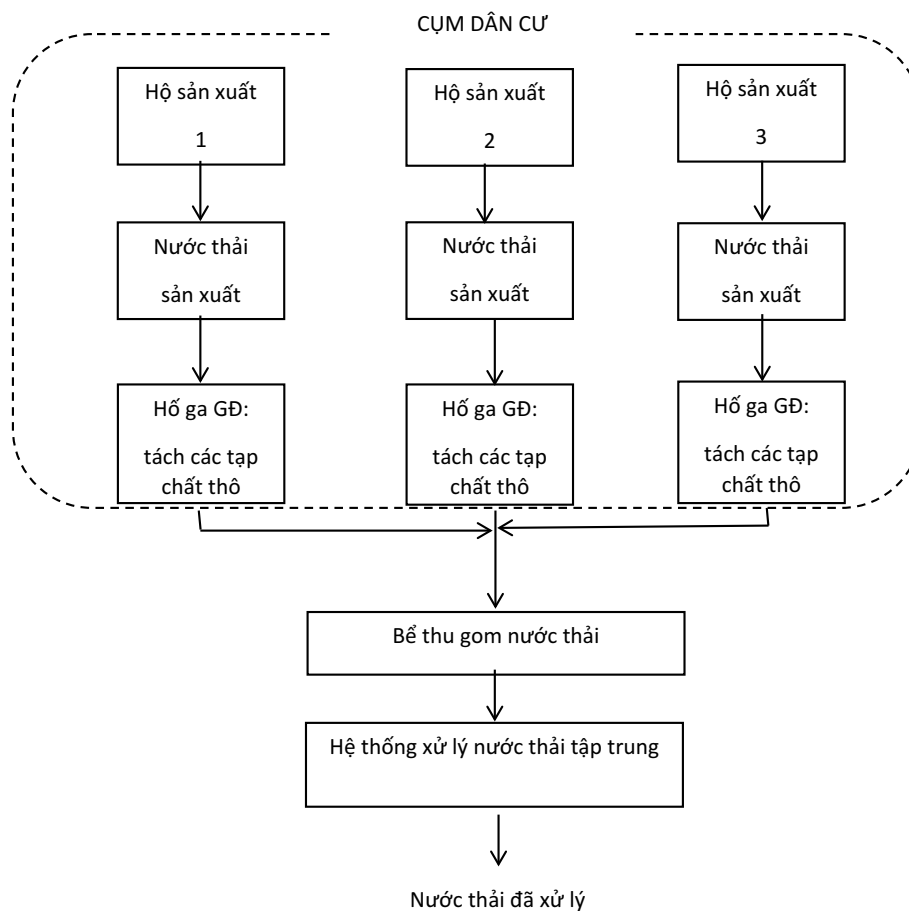 CỤM DÂN CƯ
Hộ sản xuất
1
Hộ sản xuất
2
Hộ sản xuất
3
Nước thải
sản xuất
Nước thải
sản xuất
Nước thải
sản xuất
Hố ga GĐ:
tách các tạp
chất thô
Hố ga GĐ:
tách các tạp
chất thô
Hố ga GĐ:
tách các tạp
chất thô
Bể thu gom nước thải
Hệ thống xử lý nước thải tập trung
Nước thải đã xử lý